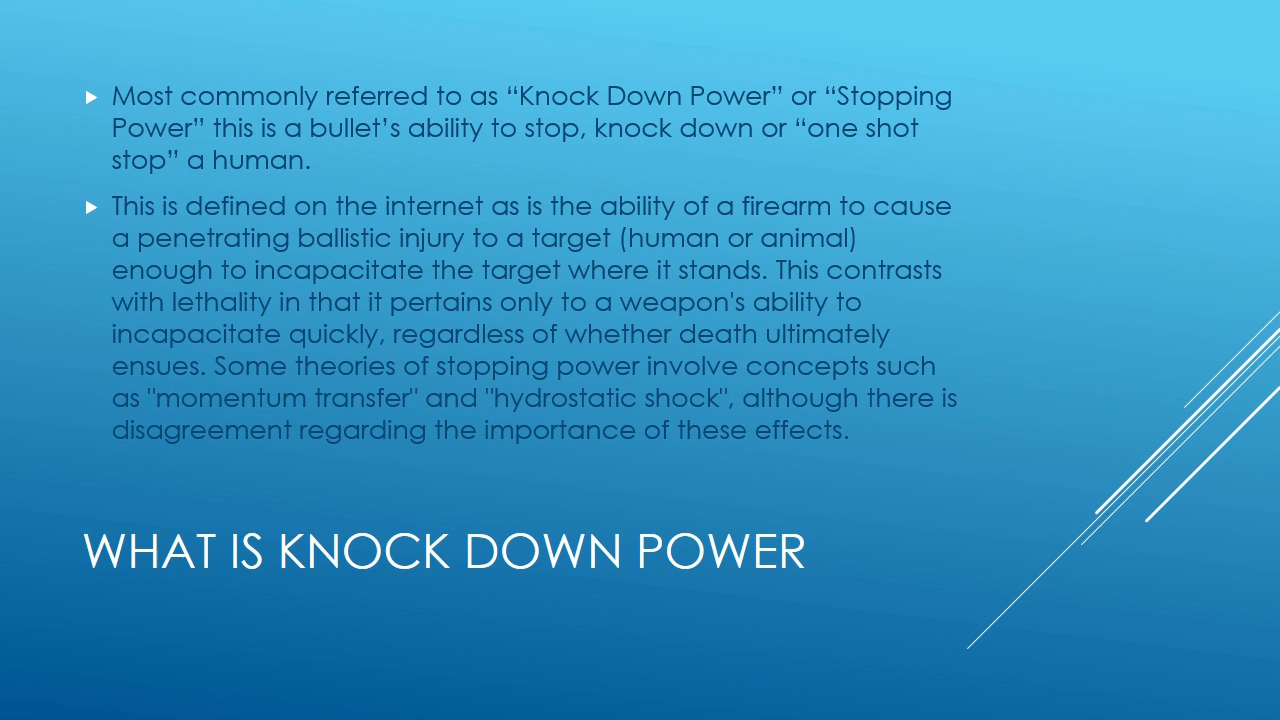 Most commonly referred to as “Knock Down Power” or “Stopping
Power” this is a bullet’s ability to stop, knock down or “one shot
stop” a human.
This is defined on the internet as is the ability of a firearm to cause
a penetrating ballistic injury to a target (human or animal)
enough to incapacitate the target where it stands. This contrasts
with lethality in that it pertains only to a weapon's ability to
incapacitate quickly, regardless of whether death ultimately
ensues. Some theories of stopping power involve concepts such
as "momentum transfer" and "hydrostatic shock", although there is
disagreement regarding the importance of these effects.
WHAT IS KNOCK DOWN POWER